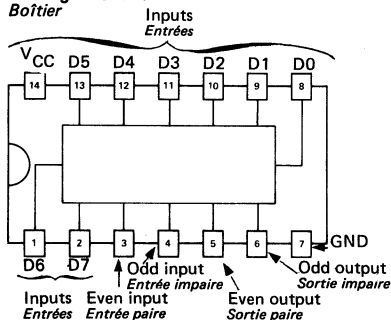 Boîtier
Inputs
Entrées
VCC D5 D4 D3 D2 D1 D0
14 13 12 11 10 9 8
1 2 3 4 5 6 7
GND
D6 D7
Odd input
Entrée impaire
Odd output
Sortie impaire
Inputs
Entrées
Even input
Entrée paire
Even output
Sortie paire